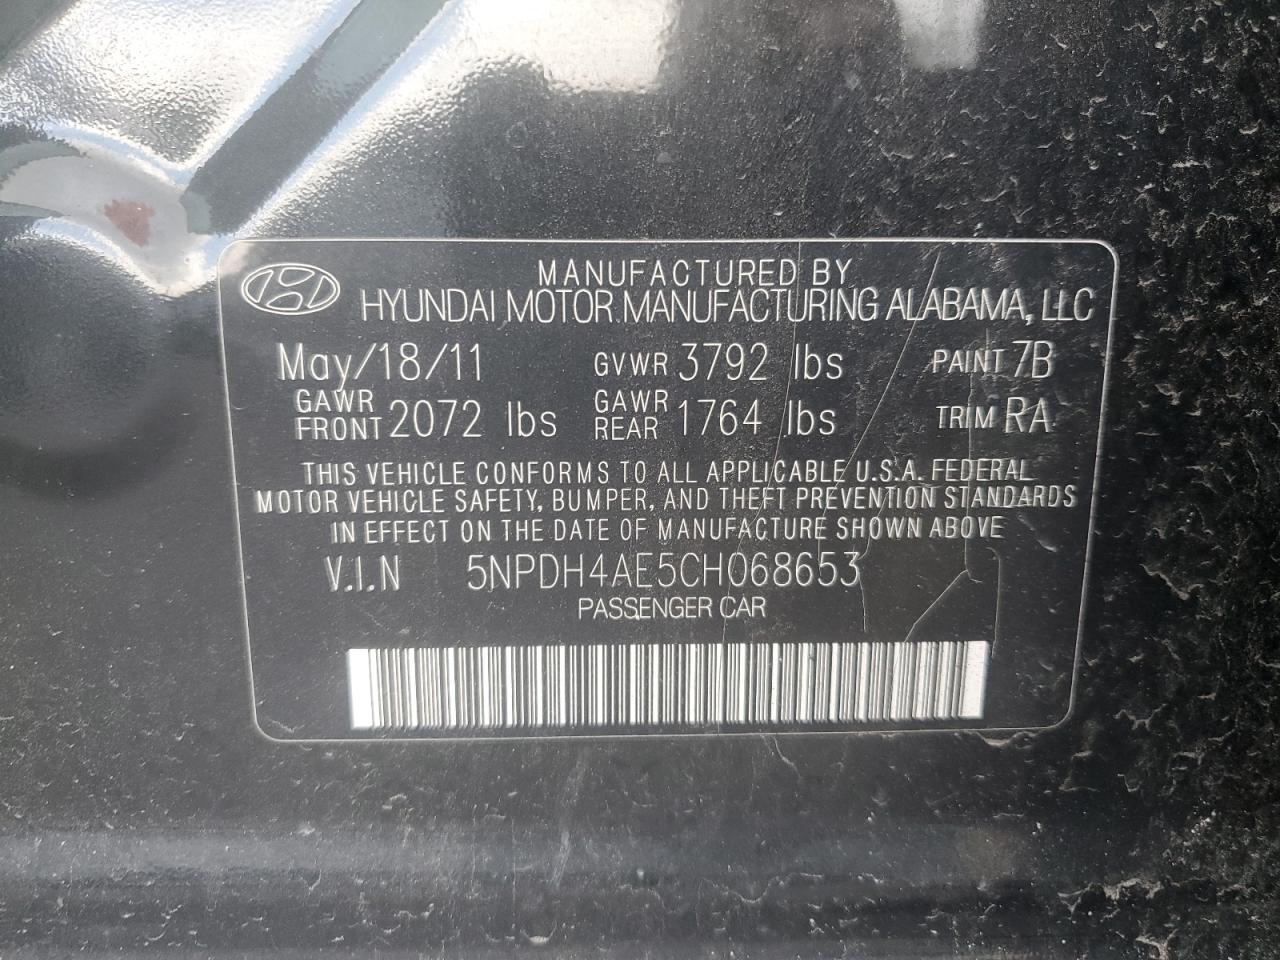 MANUFACTURED BY
HYUNDAI MOTOR MANUFACTURING ALABAMA, LLC
May/18/11 GVWR 3792 lbs PAINT 7B
GAWR FRONT 2072 lbs GAWR REAR 1764 lbs TRIM RA
THIS VEHICLE CONFORMS TO ALL APPLICABLE U.S.A. FEDERAL
MOTOR VEHICLE SAFETY, BUMPER, AND THEFT PREVENTION STANDARDS
IN EFFECT ON THE DATE OF MANUFACTURE SHOWN ABOVE
V.I.N 5NPDH4AE5CH068653
PASSENGER CAR